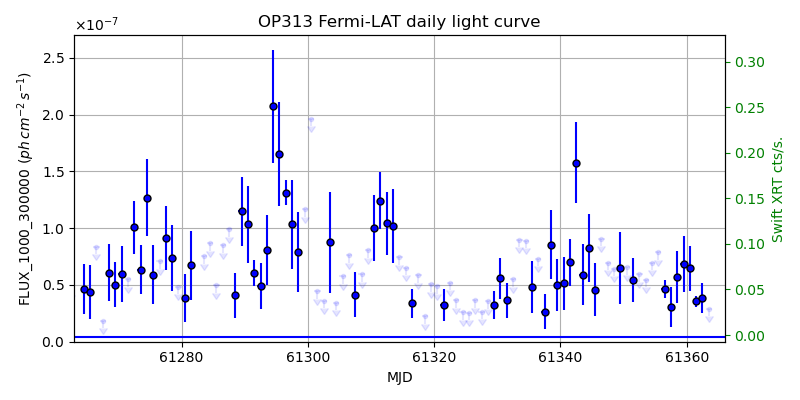 OP313 Fermi-LAT daily light curve
×10⁻⁷
FLUX_1000_300000 (ph cm⁻² s⁻¹)
2.5
2.0
1.5
1.0
0.5
0.0
0.30
0.25
0.20
0.15
0.10
0.05
0.00
Swift XRT cts/s.
61280 61300 61320 61340 61360
MJD